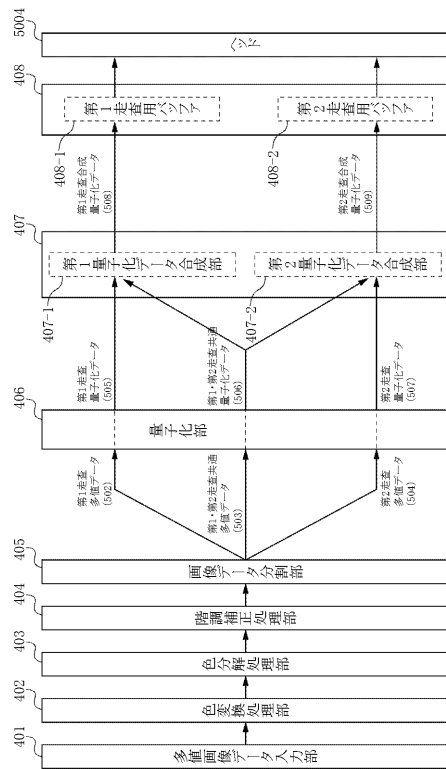 401
多値画像データ入力部
402
色変換処理部
403
色分解処理部
404
階調補正処理部
405
画像データ分割部
第1走査
多値データ
(502)
第1・第2走査共通
多値データ
(503)
第2走査
多値データ
(504)
406
量子化部
第1走査
量子化データ
(505)
第1・第2走査共通
量子化データ
(506)
第2走査
量子化データ
(507)
407
407-1
第1量子化データ合成部
407-2
第2量子化データ合成部
第1走査合成
量子化データ
(508)
第2走査合成
量子化データ
(509)
408
408-1
第1走査用バッファ
408-2
第2走査用バッファ
5004
ヘッド